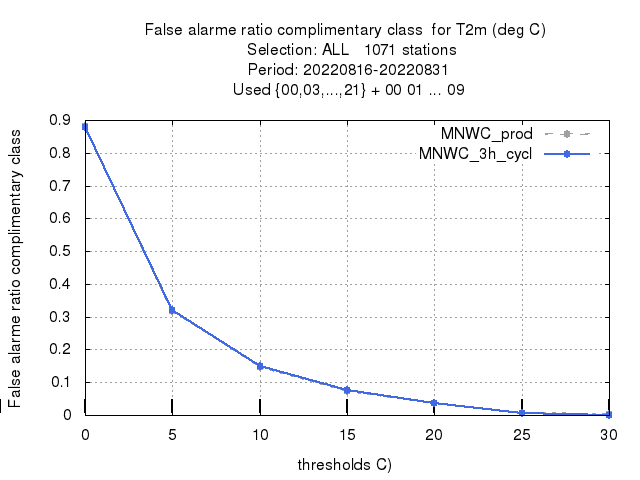 False alarme ratio complimentary class  for T2m (deg C)
Selection: ALL   1071 stations
Period: 20220816-20220831
Used {00,03,...,21} + 00 01 ... 09
False alarme ratio complimentary class
0.9
0.8
0.7
0.6
0.5
0.4
0.3
0.2
0.1
0
MNWC_prod
MNWC_3h_cycl
0 5 10 15 20 25 30
thresholds C)